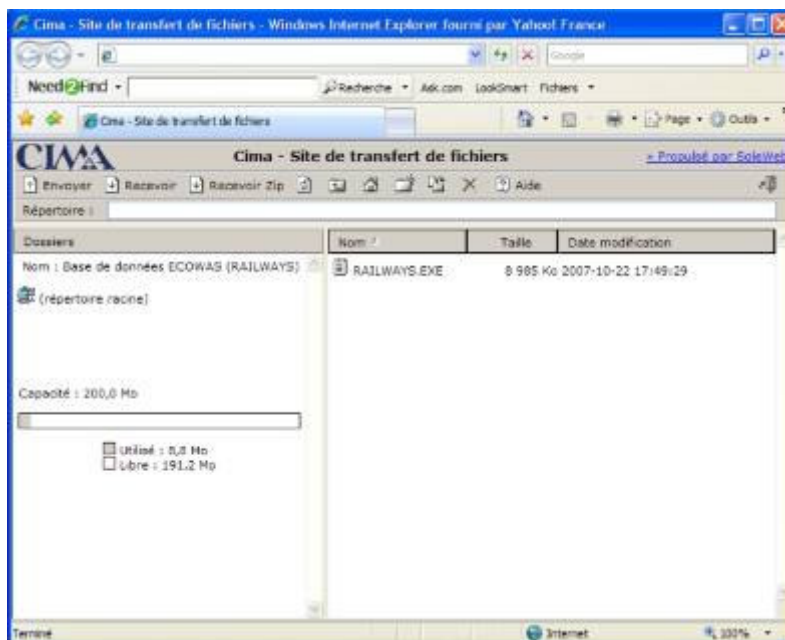 Cima - Site de transfert de fichiers - Windows Internet Explorer fourni par Yahoo! France
Google
Need2Find
Recherche Ask.com LookSmart Fichiers
Cima - Site de transfert de fichiers
Page Outils
CIMA Cima - Site de transfert de fichiers » Propulsé par SoleWeb
Envoyer Recevoir Recevoir Zip Aide
Répertoire :
Dossiers Nom / Taille Date modification
Nom : Base de données ECOWAS (RAILWAYS) RAILWAYS.EXE 8 985 Ko 2007-10-22 17:49:29
(répertoire racine)
Capacité : 200,0 Mo
Utilisé : 8,8 Mo
Libre : 191,2 Mo
Terminé Internet 100%